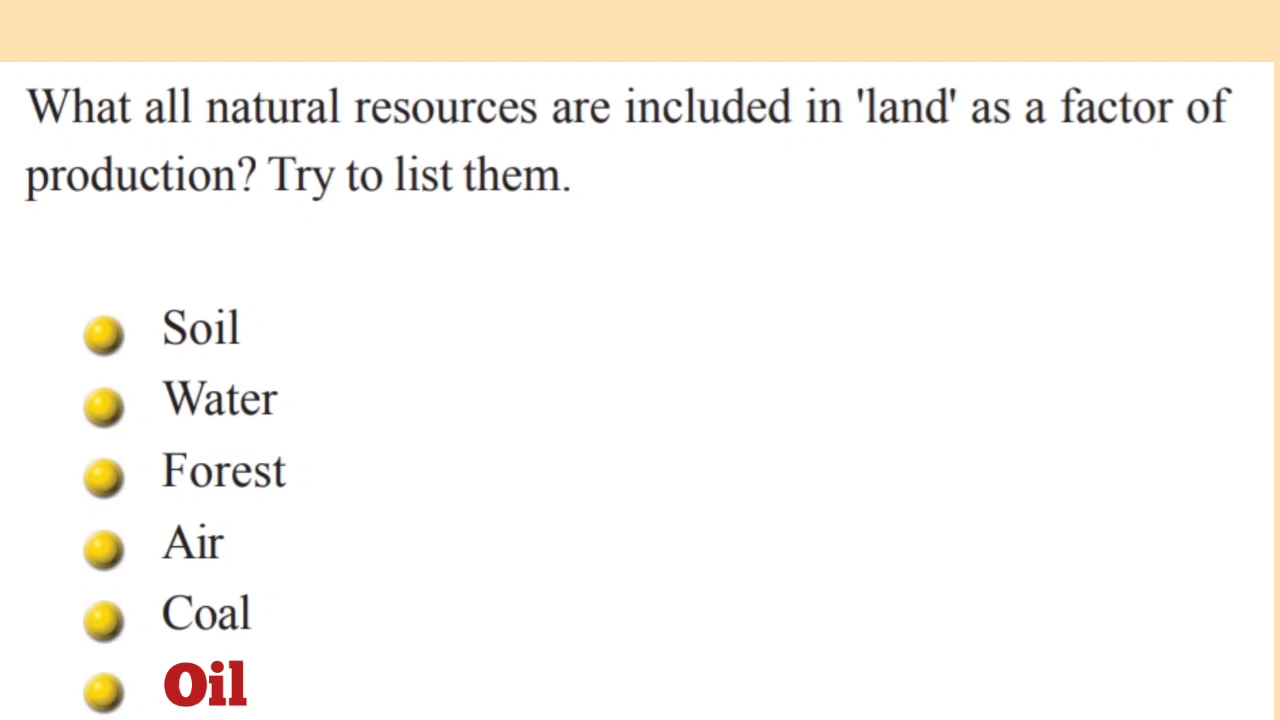 What all natural resources are included in 'land' as a factor of
production? Try to list them.
Soil
Water
Forest
Air
Coal
Oil